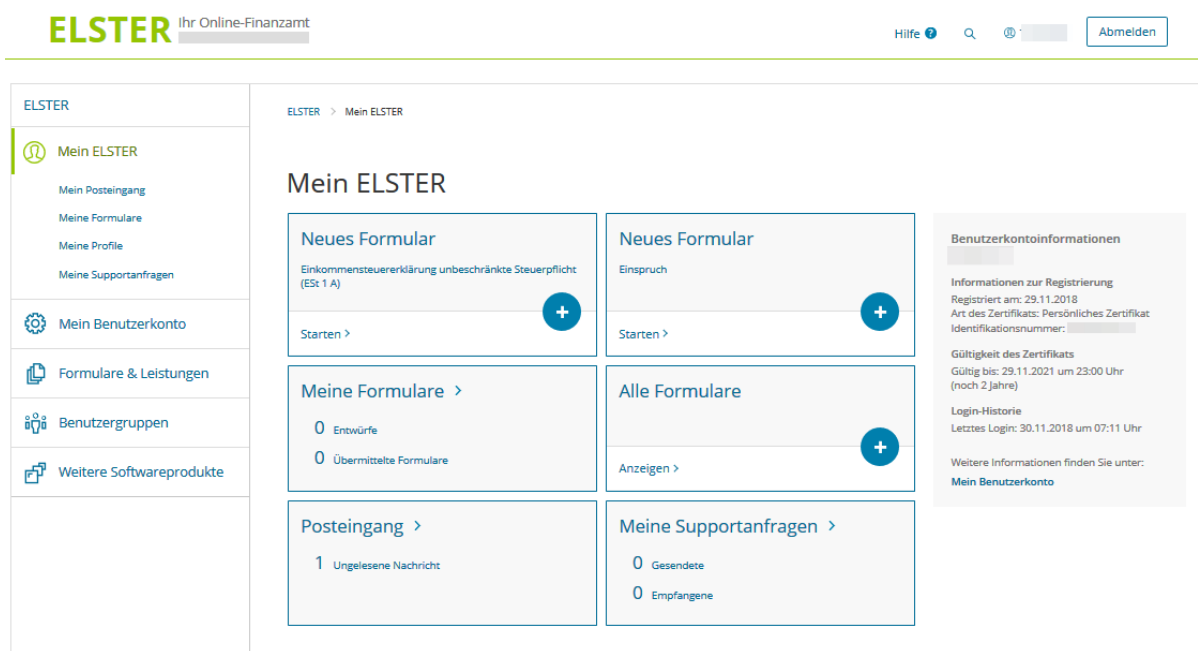 ELSTER Ihr Online-Finanzamt
Hilfe ?
Abmelden
ELSTER
Mein ELSTER
Mein Posteingang
Meine Formulare
Meine Profile
Meine Supportanfragen
Mein Benutzerkonto
Formulare & Leistungen
Benutzergruppen
Weitere Softwareprodukte
ELSTER > Mein ELSTER
Mein ELSTER
Neues Formular
Einkommensteuererklärung unbeschränkte Steuerpflicht
(ESt 1 A)
Starten >
Neues Formular
Einspruch
Starten >
Meine Formulare >
0 Entwürfe
0 Übermittelte Formulare
Alle Formulare
Anzeigen >
Posteingang >
1 Ungelesene Nachricht
Meine Supportanfragen >
0 Gesendete
0 Empfangene
Benutzerkontoinformationen
Informationen zur Registrierung
Registriert am: 29.11.2018
Art des Zertifikats: Persönliches Zertifikat
Identifikationsnummer:
Gültigkeit des Zertifikats
Gültig bis: 29.11.2021 um 23:00 Uhr
(noch 2 Jahre)
Login-Historie
Letztes Login: 30.11.2018 um 07:11 Uhr
Weitere Informationen finden Sie unter:
Mein Benutzerkonto